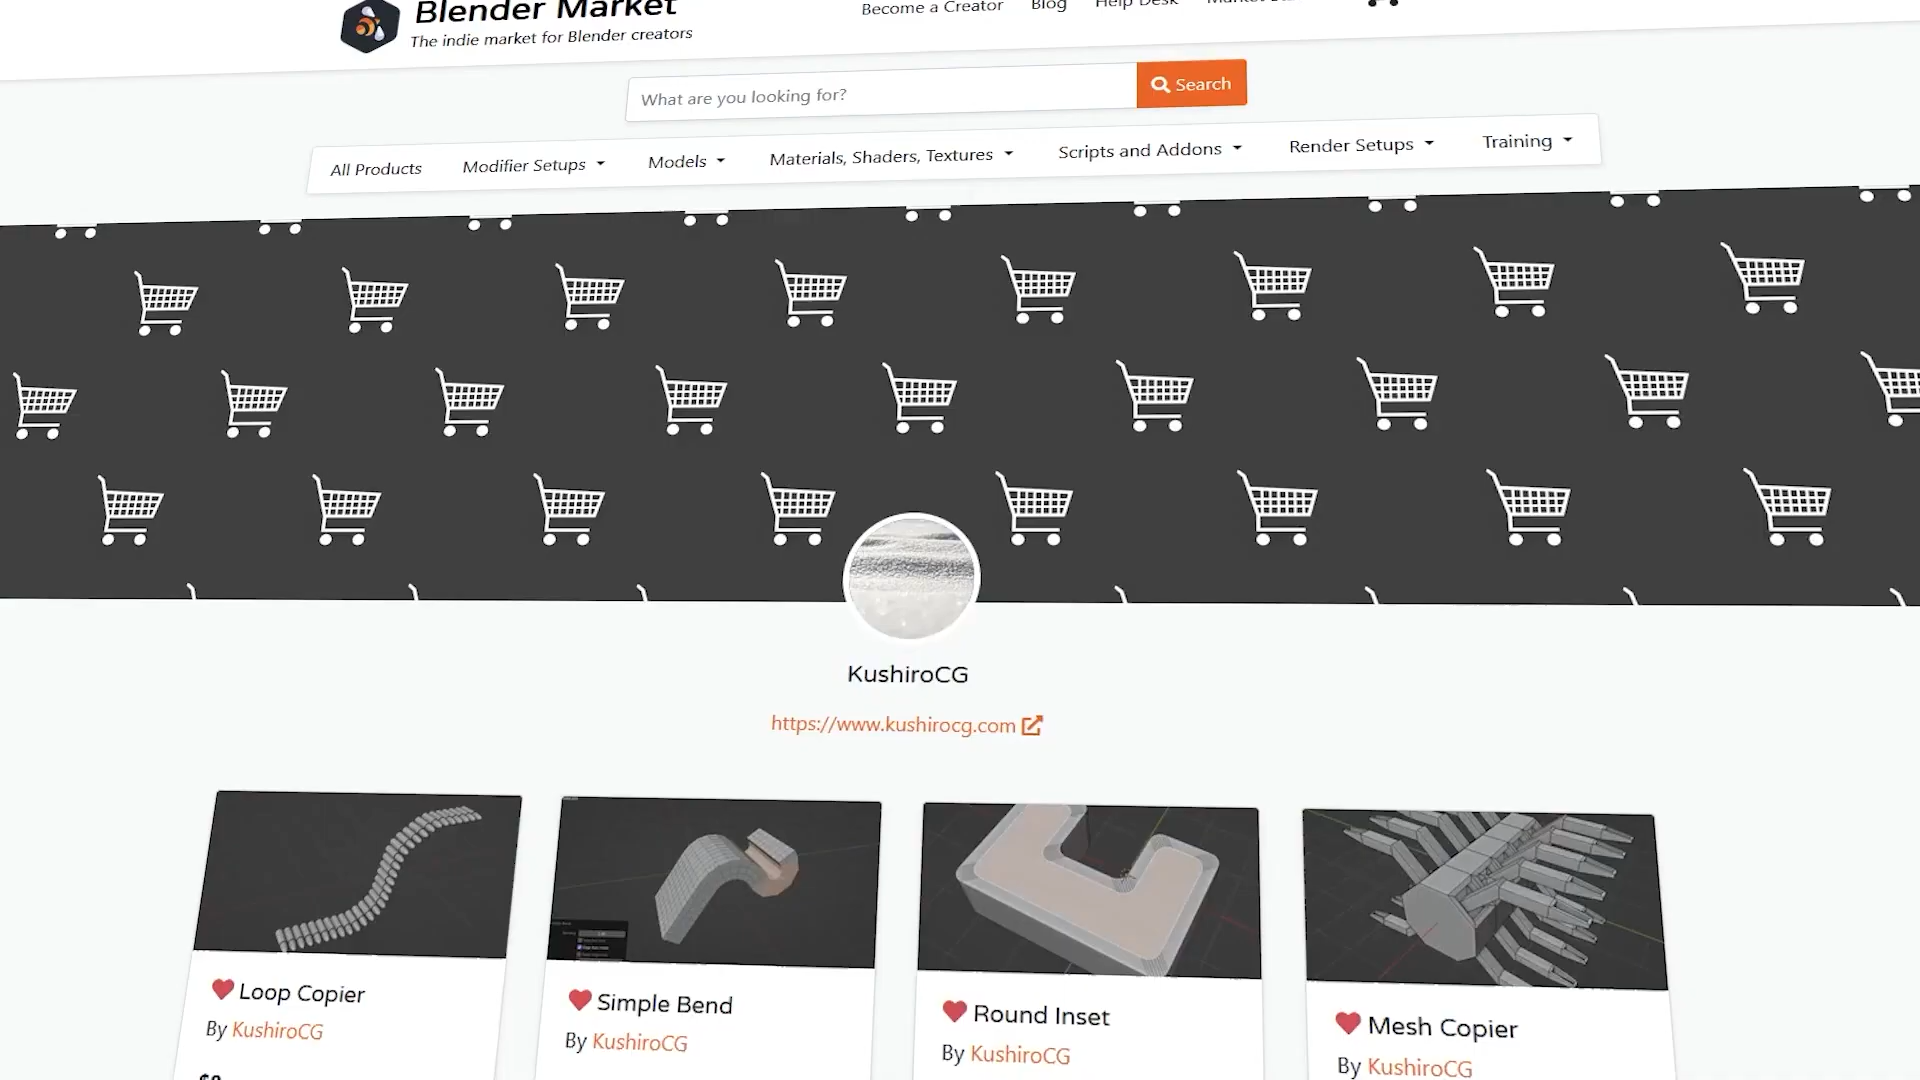 Blender Market
The indie market for Blender creators
Become a Creator Blog Help Desk
What are you looking for?
Search
All Products Modifier Setups Models Materials, Shaders, Textures Scripts and Addons Render Setups Training
KushiroCG
https://www.kushirocg.com
Loop Copier
By KushiroCG
Simple Bend
By KushiroCG
Round Inset
By KushiroCG
Mesh Copier
By KushiroCG